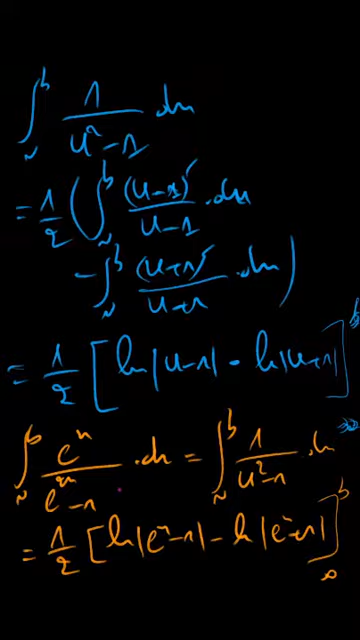 ∫ₐᵇ 1/(u²-1) . du
= 1/2 ( ∫ₐᵇ (u-1)'/(u-1) . du
- ∫ₐᵇ (u+1)'/(u+1) . du )
= 1/2 [ ln|u-1| - ln|u+1| ]
∫ₐᵇ eˣ/(e²ˣ-1) . dx = ∫ₐᵇ 1/(u²-1) . du
= 1/2 [ ln|eˣ-1| - ln|eˣ+1| ]ₐᵇ